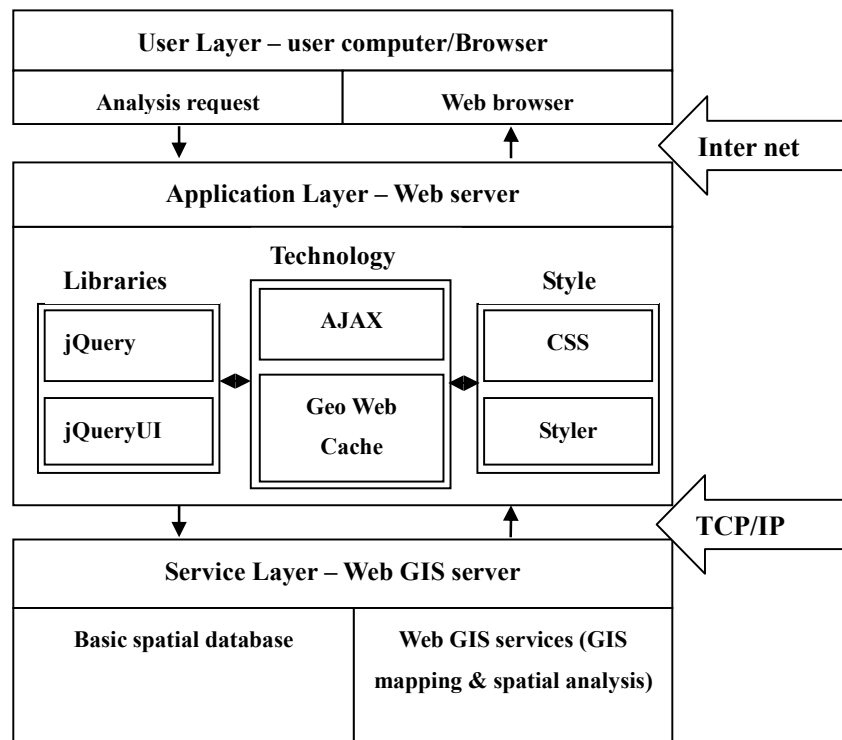 User Layer – user computer/Browser
Analysis request
Web browser
Inter net
Application Layer – Web server
Libraries
Technology
Style
jQuery
jQueryUI
AJAX
Geo Web
Cache
CSS
Styler
TCP/IP
Service Layer – Web GIS server
Basic spatial database
Web GIS services (GIS
mapping & spatial analysis)